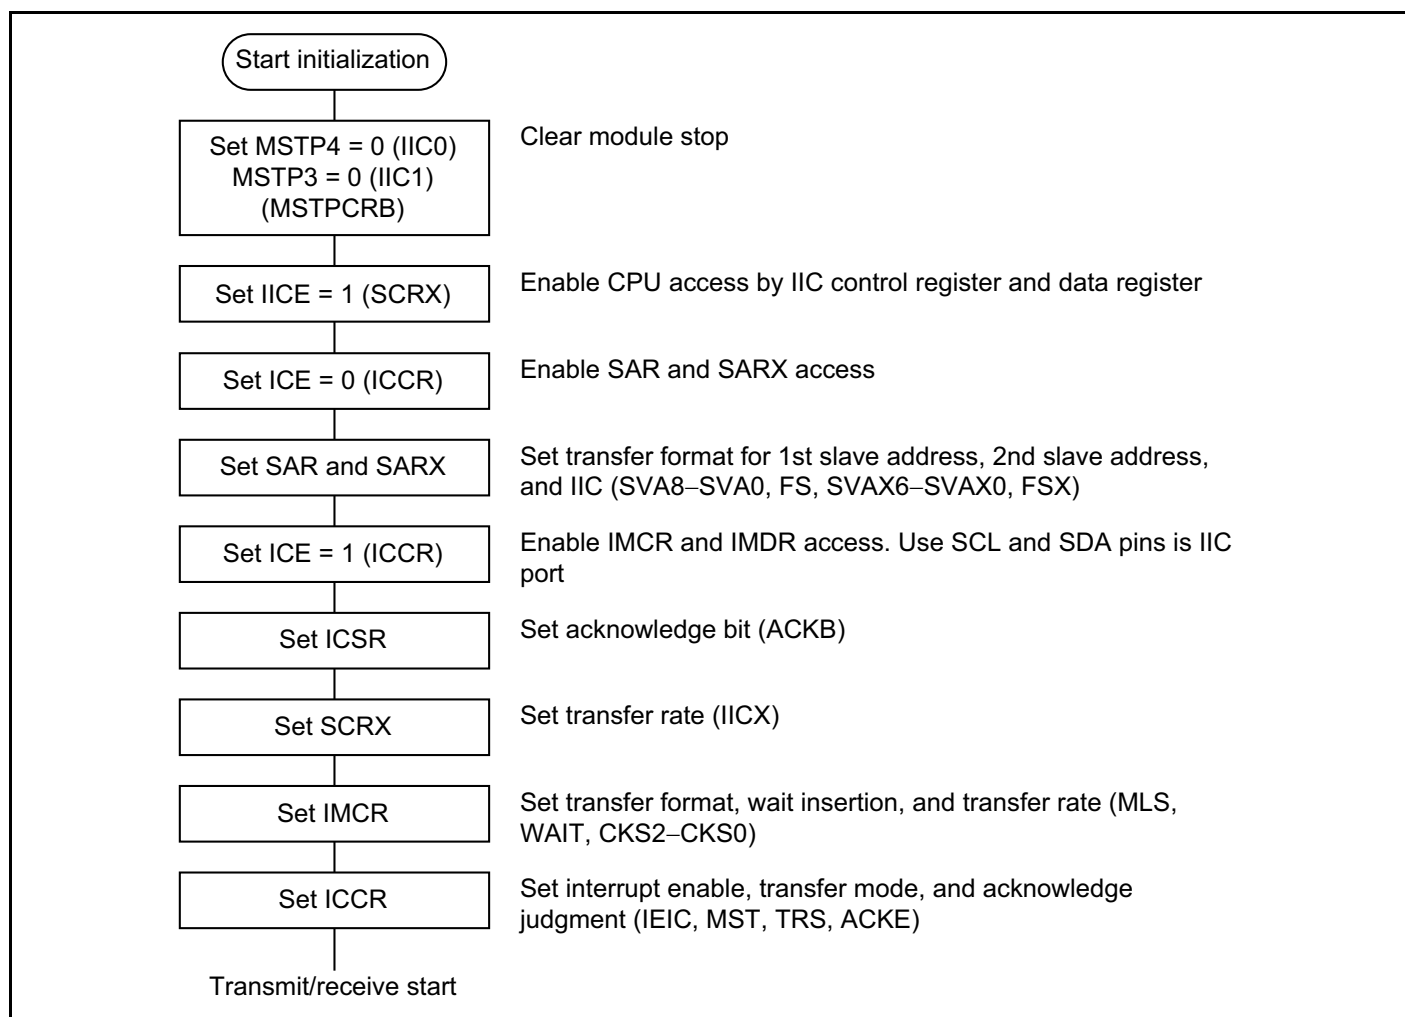 Start initialization
Set MSTP4 = 0 (IIC0)
MSTP3 = 0 (IIC1)
(MSTPCRB)
Clear module stop
Set IICE = 1 (SCRX)
Enable CPU access by IIC control register and data register
Set ICE = 0 (ICCR)
Enable SAR and SARX access
Set SAR and SARX
Set transfer format for 1st slave address, 2nd slave address,
and IIC (SVA8–SVA0, FS, SVAX6–SVAX0, FSX)
Set ICE = 1 (ICCR)
Enable IMCR and IMDR access. Use SCL and SDA pins is IIC
port
Set ICSR
Set acknowledge bit (ACKB)
Set SCRX
Set transfer rate (IICX)
Set IMCR
Set transfer format, wait insertion, and transfer rate (MLS,
WAIT, CKS2–CKS0)
Set ICCR
Set interrupt enable, transfer mode, and acknowledge
judgment (IEIC, MST, TRS, ACKE)
Transmit/receive start